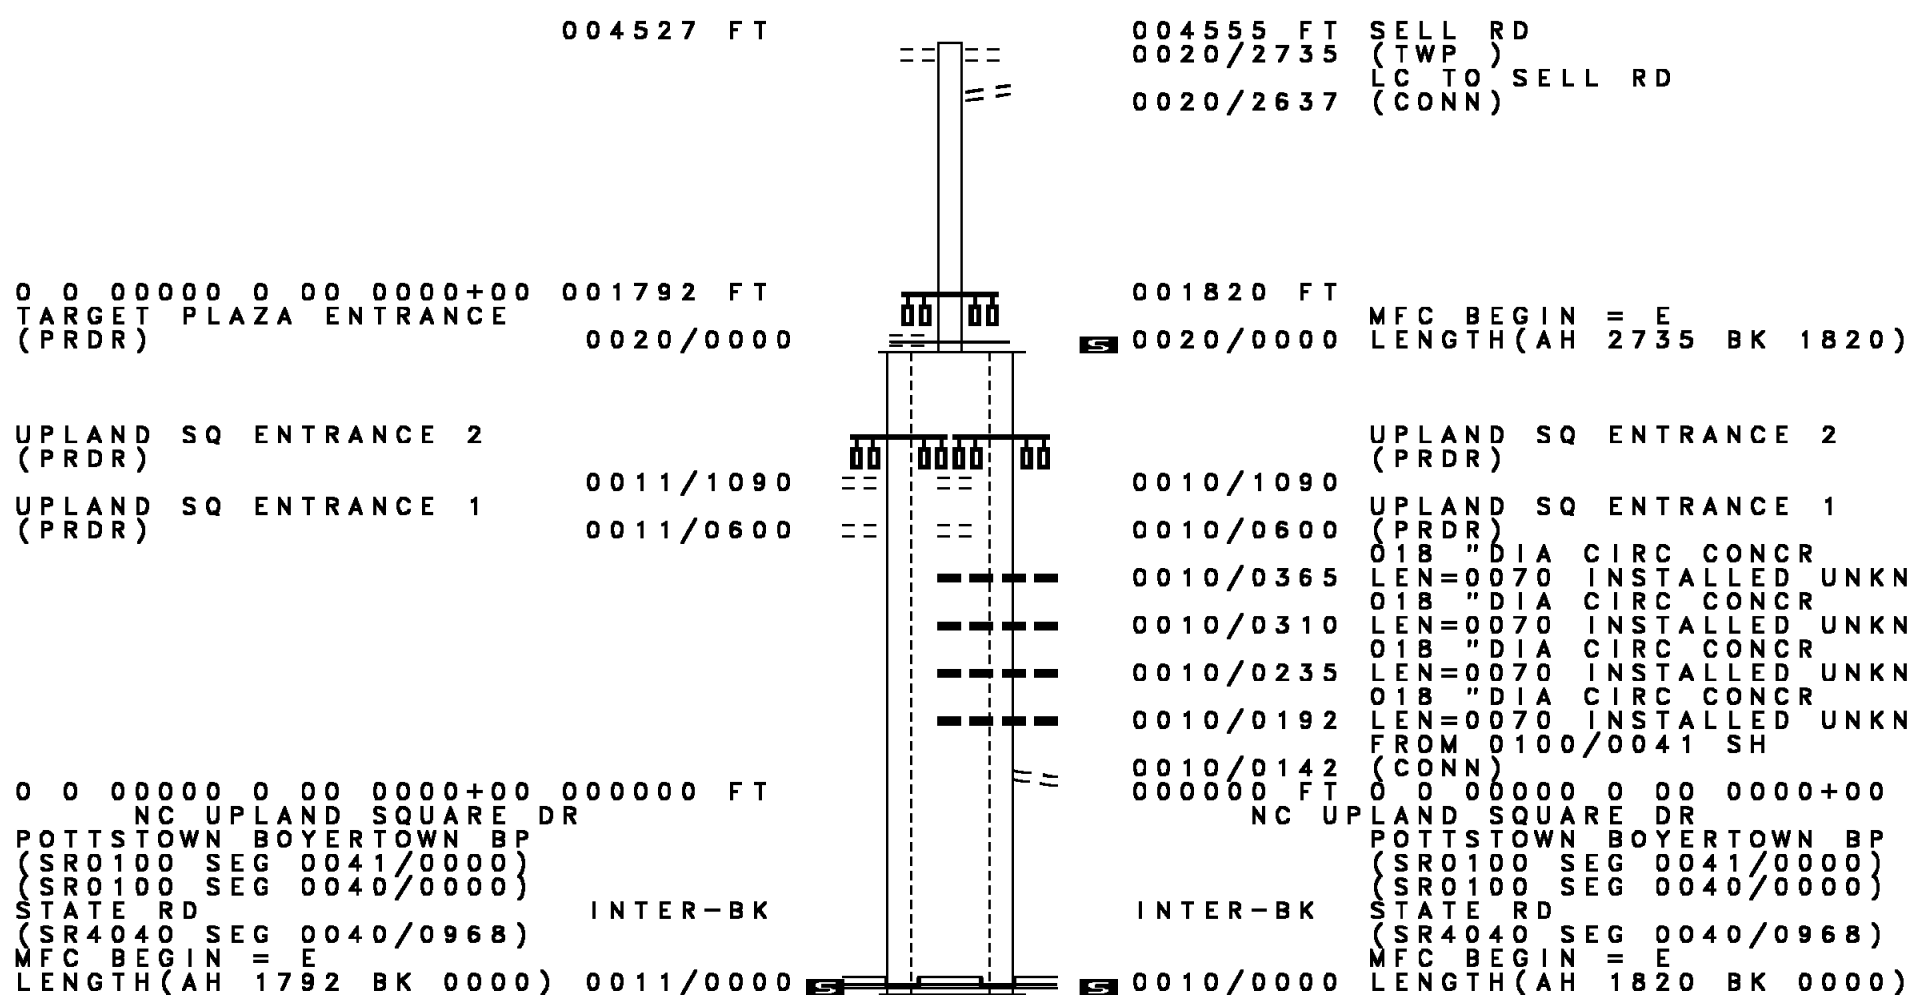 004527 FT 004555 FT SELL RD
0020/2735 (TWP )
LC TO SELL RD
0020/2637 (CONN)
0 0 00000 0 00 0000+00 001792 FT 001820 FT
TARGET PLAZA ENTRANCE MFC BEGIN = E
(PRDR) 0020/0000 S 0020/0000 LENGTH(AH 2735 BK 1820)
UPLAND SQ ENTRANCE 2 UPLAND SQ ENTRANCE 2
(PRDR) (PRDR)
0011/1090 0010/1090
UPLAND SQ ENTRANCE 1 UPLAND SQ ENTRANCE 1
(PRDR) 0011/0600 0010/0600 (PRDR)
018 "DIA CIRC CONCR
0010/0365 LEN=0070 INSTALLED UNKN
018 "DIA CIRC CONCR
0010/0310 LEN=0070 INSTALLED UNKN
018 "DIA CIRC CONCR
0010/0235 LEN=0070 INSTALLED UNKN
018 "DIA CIRC CONCR
0010/0192 LEN=0070 INSTALLED UNKN
FROM 0100/0041 SH
0010/0142 (CONN)
0 0 00000 0 00 0000+00 000000 FT 000000 FT 0 0 00000 0 00 0000+00
NC UPLAND SQUARE DR NC UPLAND SQUARE DR
POTTSTOWN BOYERTOWN BP POTTSTOWN BOYERTOWN BP
(SR0100 SEG 0041/0000) (SR0100 SEG 0041/0000)
(SR0100 SEG 0040/0000) (SR0100 SEG 0040/0000)
STATE RD INTER-BK INTER-BK STATE RD
(SR4040 SEG 0040/0968) (SR4040 SEG 0040/0968)
MFC BEGIN = E MFC BEGIN = E
LENGTH(AH 1792 BK 0000) 0011/0000 S S 0010/0000 LENGTH(AH 1820 BK 0000)